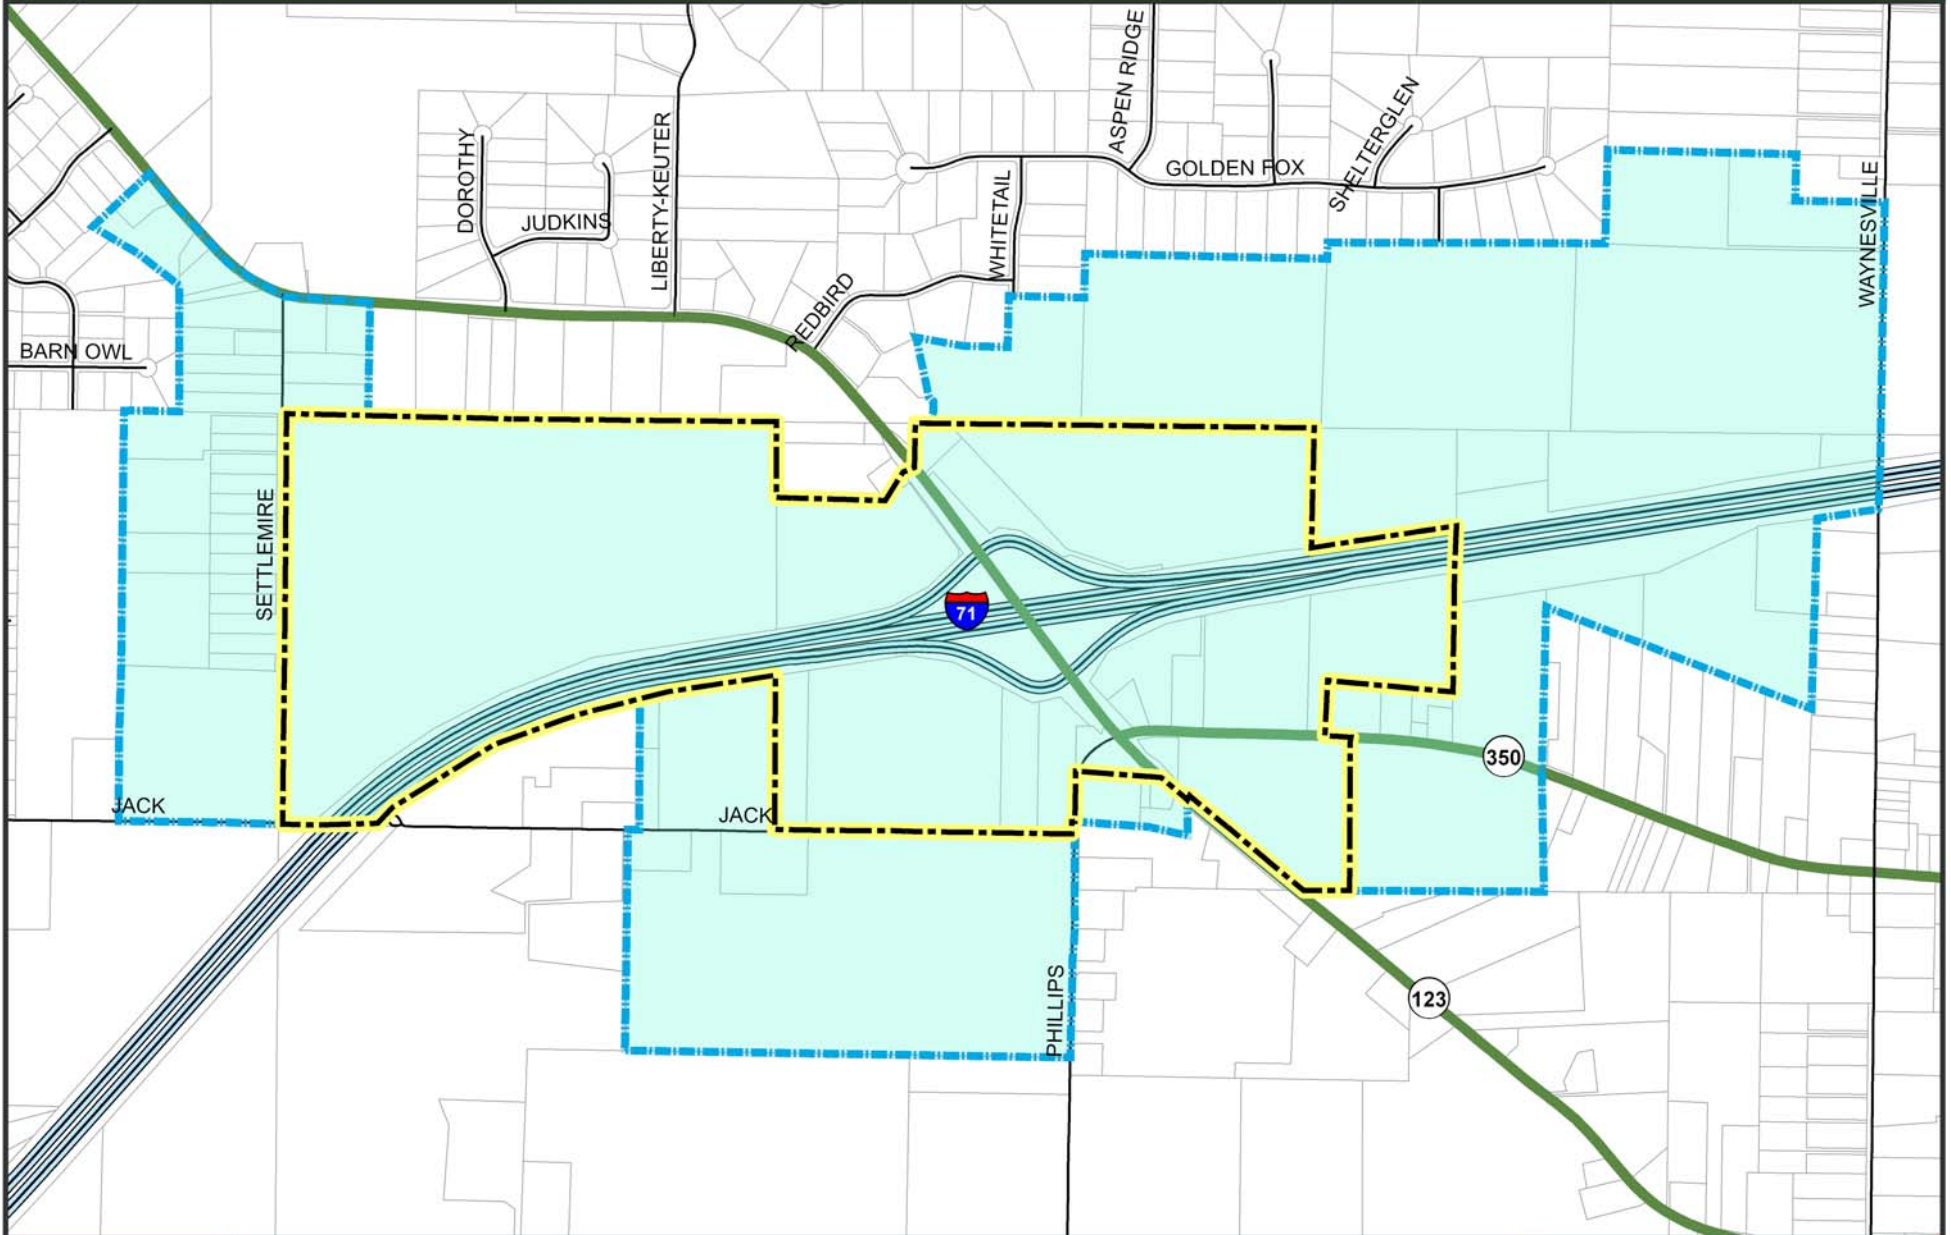 ASPEN RIDGE
SHELTERGLEN
LIBERTY-KEUTER
DOROTHY
GOLDEN FOX
WHITETAIL
WAYNESVILLE
JUDKINS
REDBIRD
BARN OWL
SETTLEMIRE
71
350
JACK
JACK
PHILLIPS
123